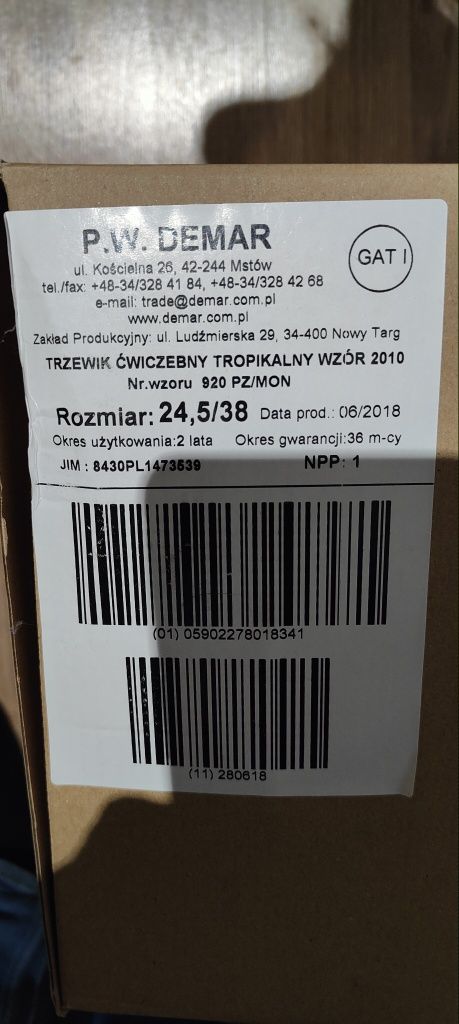 P.W. DEMAR
GAT I
ul. Kościelna 26, 42-244 Mstów
tel./fax: +48-34/328 41 84, +48-34/328 42 68
e-mail: trade@demar.com.pl
www.demar.com.pl
Zakład Produkcyjny: ul. Ludźmierska 29, 34-400 Nowy Targ
TRZEWIK ĆWICZEBNY TROPIKALNY WZÓR 2010
Nr.wzoru 920 PZ/MON
Rozmiar: 24,5/38 Data prod.: 06/2018
Okres użytkowania:2 lata Okres gwarancji:36 m-cy
JIM : 8430PL1473539 NPP: 1
(01) 05902278018341
(11) 280618